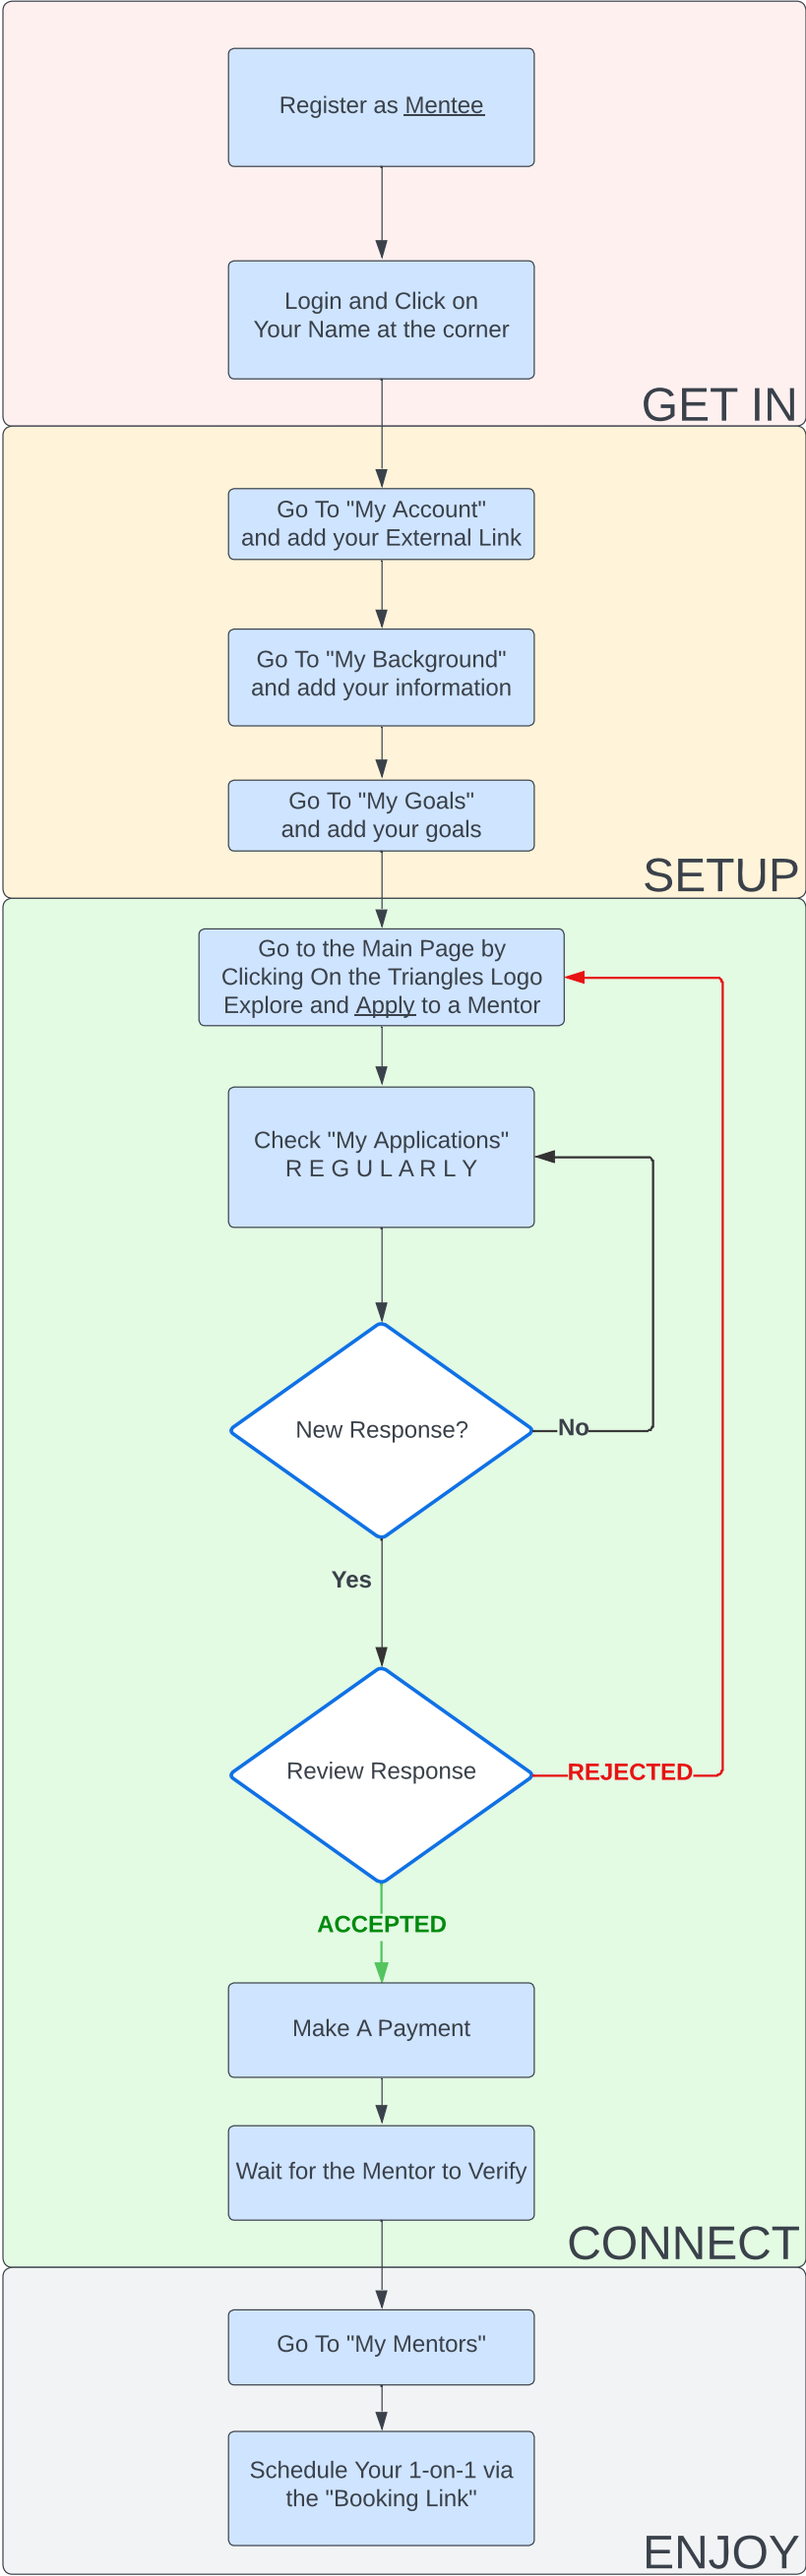 Register as Mentee
Login and Click on
Your Name at the corner
GET IN
Go To "My Account"
and add your External Link
Go To "My Background"
and add your information
Go To "My Goals"
and add your goals
SETUP
Go to the Main Page by
Clicking On the Triangles Logo
Explore and Apply to a Mentor
Check "My Applications"
R E G U L A R L Y
New Response?
No
Yes
Review Response
REJECTED
ACCEPTED
Make A Payment
Wait for the Mentor to Verify
CONNECT
Go To "My Mentors"
Schedule Your 1-on-1 via
the "Booking Link"
ENJOY